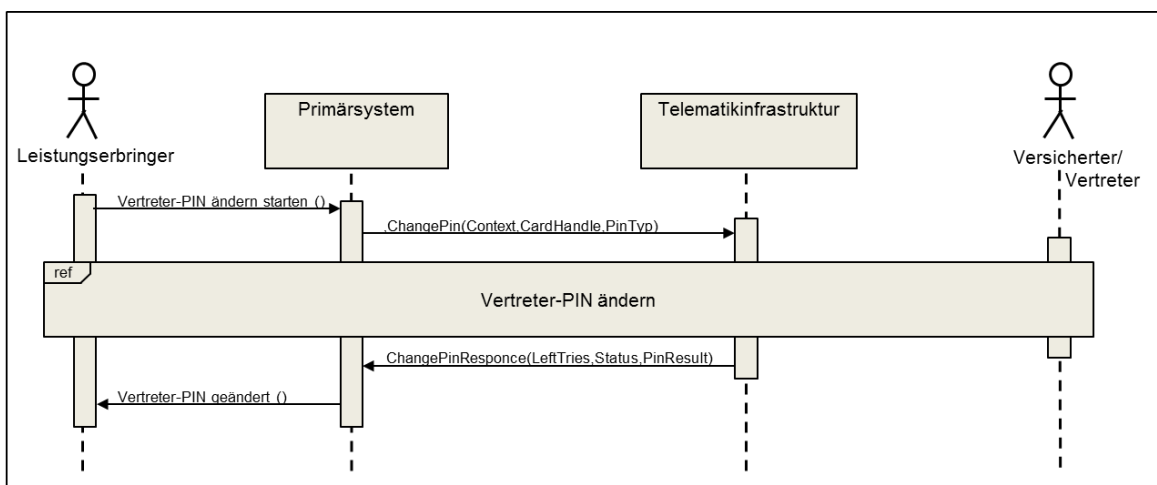 Primärsystem
Telematikinfrastruktur
Leistungserbringer
Versicherter/
Vertreter
Vertreter-PIN ändern starten ()
.ChangePin(Context,CardHandle,PinTyp)
ref
Vertreter-PIN ändern
ChangePinResponce(LeftTries,Status,PinResult)
Vertreter-PIN geändert ()